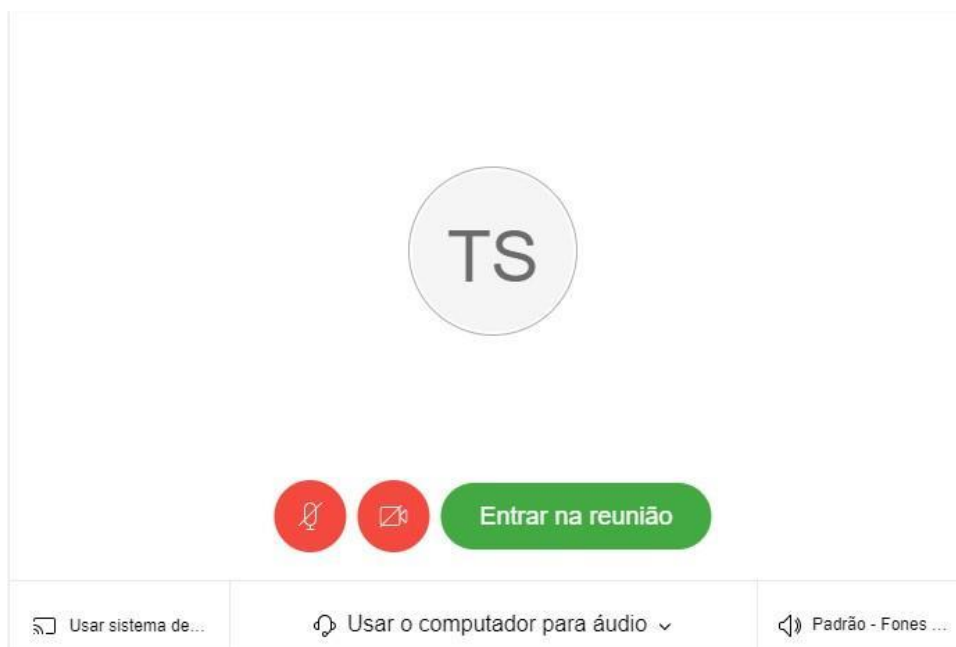 TS
Entrar na reunião
Usar sistema de...
Usar o computador para áudio
Padrão - Fones ...